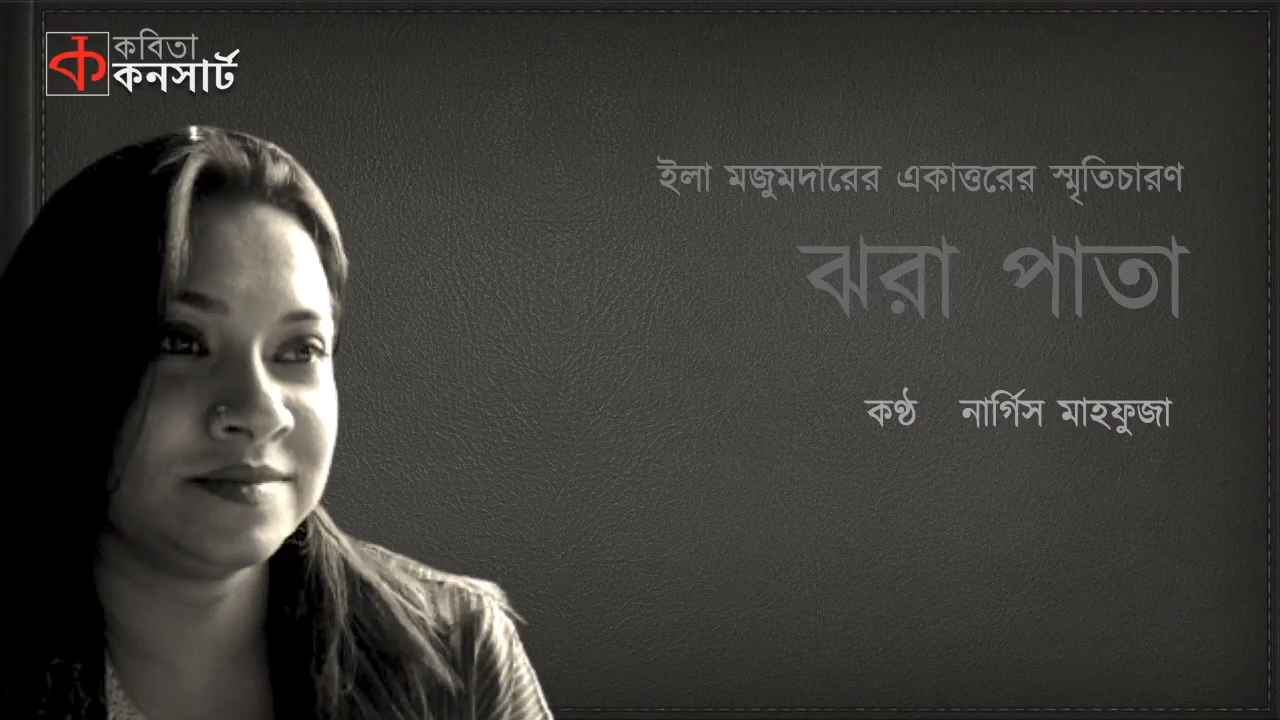 কবিতা
কনসার্ট
ইলা মজুমদারের একাত্তরের স্মৃতিচারণ
ঝরা পাতা
কণ্ঠ নার্গিস মাহফুজা